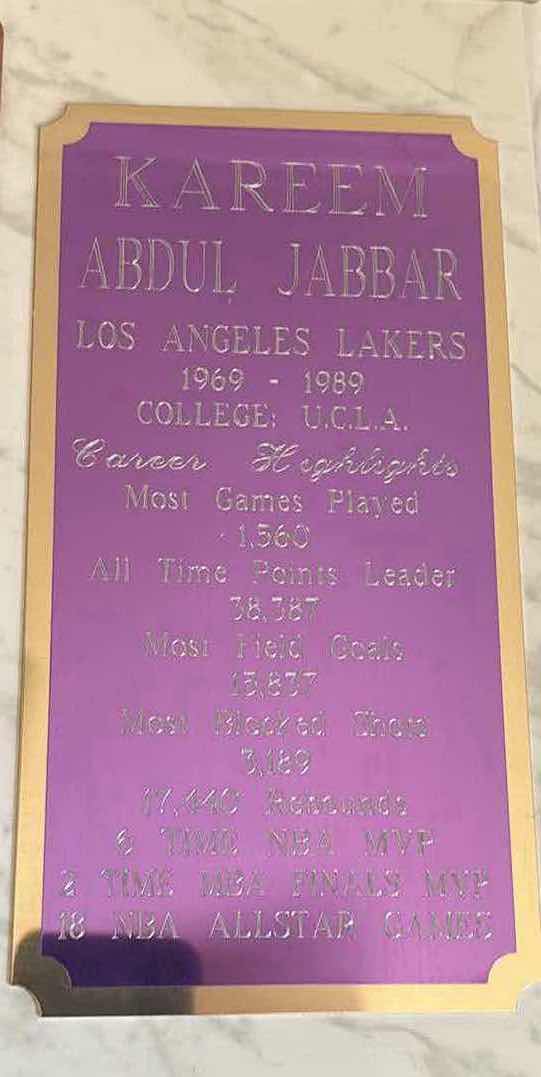 KAREEM
ABDUL JABBAR
LOS ANGELES LAKERS
1969 - 1989
COLLEGE: U.C.L.A.
Career Highlights
Most Games Played
1,560
All Time Points Leader
38,387
Most Field Goals
15,837
Most Blocked Shots
3,189
17,440 Rebounds
6 TIME NBA MVP
2 TIME NBA FINALS MVP
18 NBA ALLSTAR GAMES